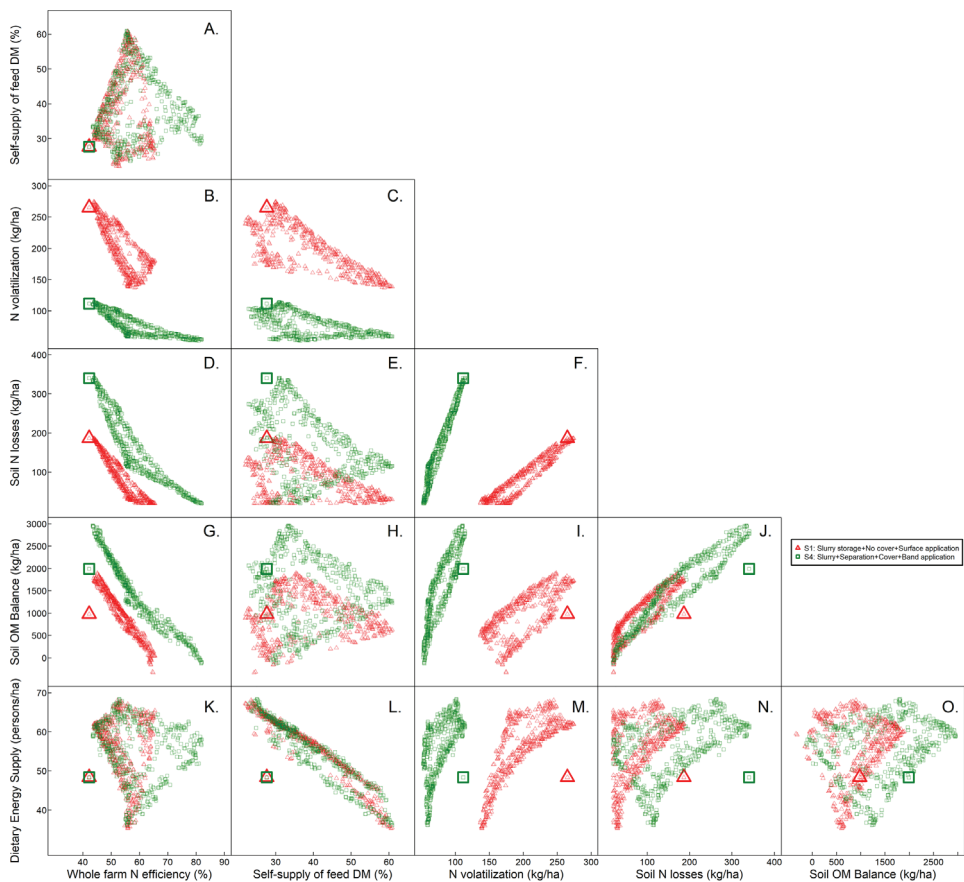 A.
Self-supply of feed DM (%)
60
50
40
30
B.
C.
N volatilization (kg/ha)
300
250
200
150
100
D.
E.
F.
Soil N losses (kg/ha)
400
300
200
100
G.
H.
I.
J.
Soil OM Balance (kg/ha)
3000
2500
2000
1500
1000
500
0
S1: Slurry storage+No cover+Surface application
S4: Slurry+Separation+Cover+Band application
K.
L.
M.
N.
O.
Dietary Energy Supply (persons/ha)
70
60
50
40
40 50 60 70 80 90
20 30 40 50 60
100 150 200 250 300
0 100 200 300 400
0 1000 2000 3000
Whole farm N efficiency (%)
Self-supply of feed DM (%)
N volatilization (kg/ha)
Soil N losses (kg/ha)
Soil OM Balance (kg/ha)